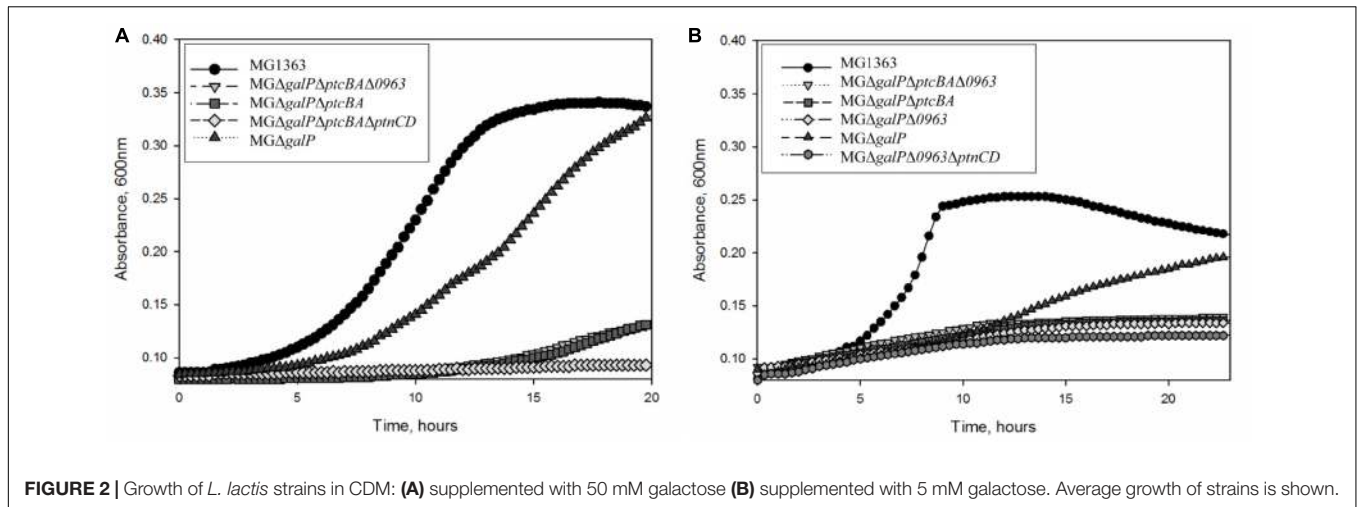 A
0.40
0.35
0.30
0.25
0.20
0.15
0.10
Absorbance, 600nm
MG1363
MGΔgalPΔptcBAΔ0963
MGΔgalPΔptcBA
MGΔgalPΔptcBAΔptnCD
MGΔgalP
0 5 10 15 20
Time, hours
B
0.40
0.35
0.30
0.25
0.20
0.15
0.10
Absorbance, 600nm
MG1363
MGΔgalPΔptcBAΔ0963
MGΔgalPΔptcBA
MGΔgalPΔ0963
MGΔgalP
MGΔgalPΔ0963ΔptnCD
0 5 10 15 20
Time, hours
FIGURE 2 | Growth of L. lactis strains in CDM: (A) supplemented with 50 mM galactose (B) supplemented with 5 mM galactose. Average growth of strains is shown.